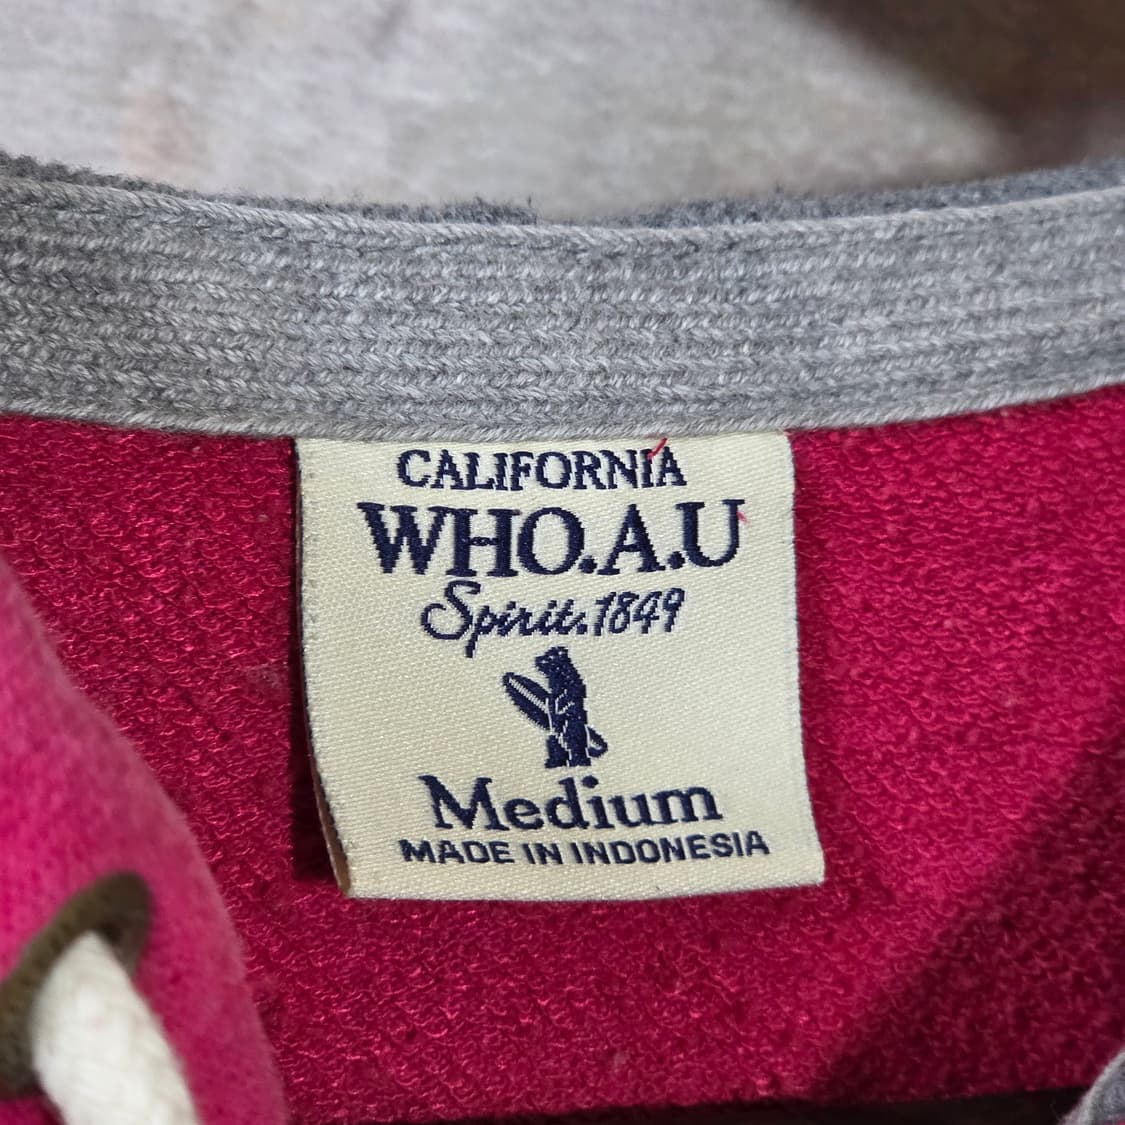 CALIFORNIA
WHO.A.U
Spirit.1849
Medium
MADE IN INDONESIA